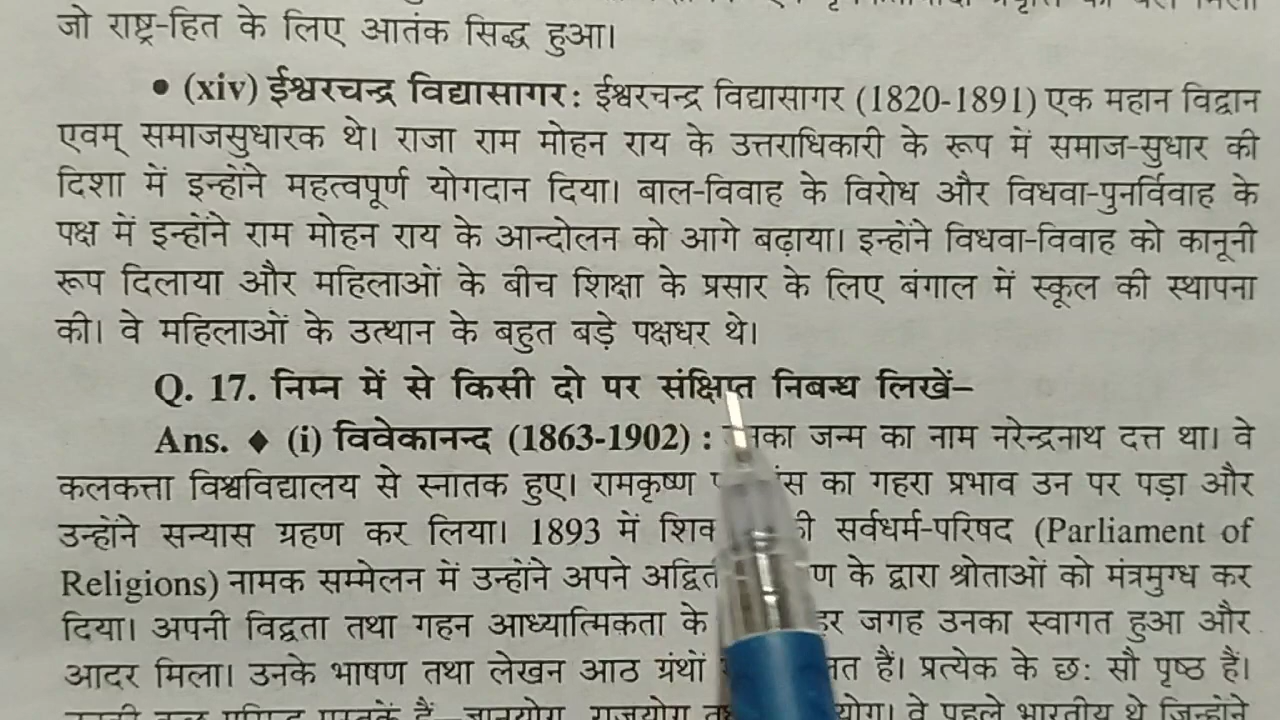 जो राष्ट्र-हित के लिए आतंक सिद्ध हुआ।
• (xiv) ईश्वरचन्द्र विद्यासागर : ईश्वरचन्द्र विद्यासागर (1820-1891) एक महान विद्वान
एवम् समाजसुधारक थे। राजा राम मोहन राय के उत्तराधिकारी के रूप में समाज-सुधार की
दिशा में इन्होंने महत्वपूर्ण योगदान दिया। बाल-विवाह के विरोध और विधवा-पुनर्विवाह के
पक्ष में इन्होंने राम मोहन राय के आन्दोलन को आगे बढ़ाया। इन्होंने विधवा-विवाह को कानूनी
रूप दिलाया और महिलाओं के बीच शिक्षा के प्रसार के लिए बंगाल में स्कूल की स्थापना
की। वे महिलाओं के उत्थान के बहुत बड़े पक्षधर थे।
Q. 17. निम्न में से किसी दो पर संक्षिप्त निबन्ध लिखें–
Ans. ♦ (i) विवेकानन्द (1863-1902) : जन्म का नाम नरेन्द्रनाथ दत्त था। वे
कलकत्ता विश्वविद्यालय से स्नातक हुए। रामकृष्ण का गहरा प्रभाव उन पर पड़ा और
उन्होंने सन्यास ग्रहण कर लिया। 1893 में सर्वधर्म-परिषद (Parliament of
Religions) नामक सम्मेलन में उन्होंने अपने के द्वारा श्रोताओं को मंत्रमुग्ध कर
दिया। अपनी विद्वता तथा गहन आध्यात्मिकता के जगह उनका स्वागत हुआ और
आदर मिला। उनके भाषण तथा लेखन आठ ग्रंथों हैं। प्रत्येक के छ: सौ पृष्ठ हैं।
वे पहले भारतीय थे जिन्होंने